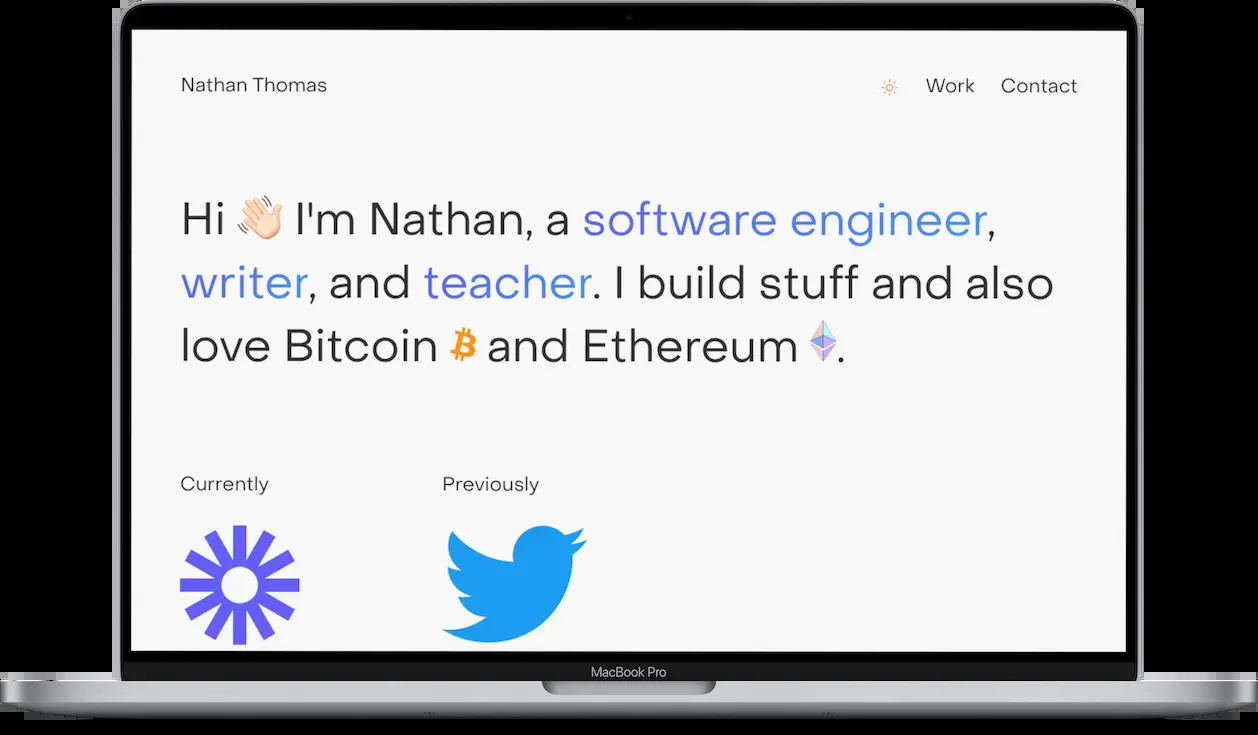 Nathan Thomas
Work Contact
Hi 👋🏻 I'm Nathan, a software engineer,
writer, and teacher. I build stuff and also
love Bitcoin and Ethereum .
Currently Previously
MacBook Pro